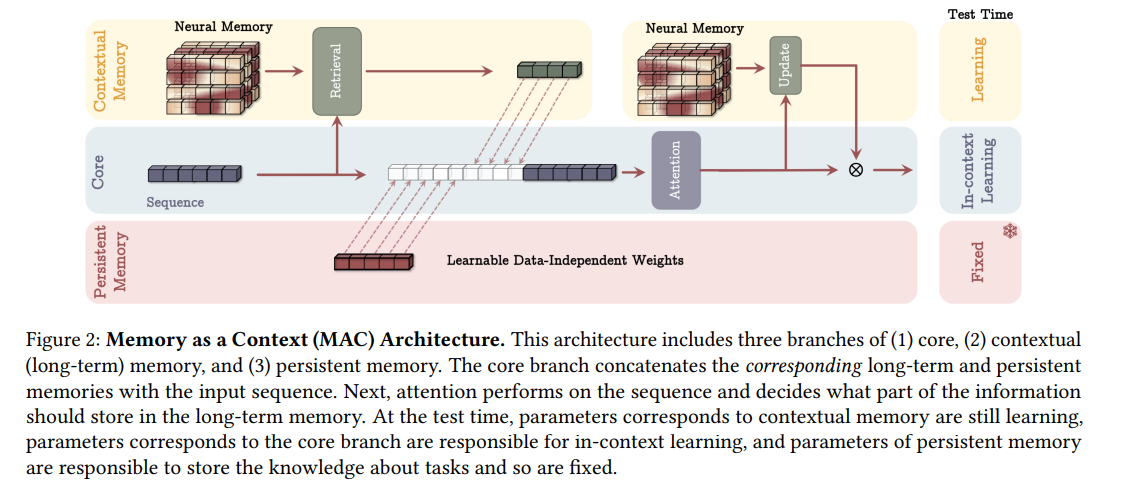 Test Time
Neural Memory
Neural Memory
Contextual
Memory
Retrieval
Update
Learning
Core
Sequence
Attention
In-context
Learning
Persistent
Memory
Learnable Data-Independent Weights
Fixed
Figure 2: Memory as a Context (MAC) Architecture. This architecture includes three branches of (1) core, (2) contextual
(long-term) memory, and (3) persistent memory. The core branch concatenates the corresponding long-term and persistent
memories with the input sequence. Next, attention performs on the sequence and decides what part of the information
should store in the long-term memory. At the test time, parameters corresponds to contextual memory are still learning,
parameters corresponds to the core branch are responsible for in-context learning, and parameters of persistent memory
are responsible to store the knowledge about tasks and so are fixed.